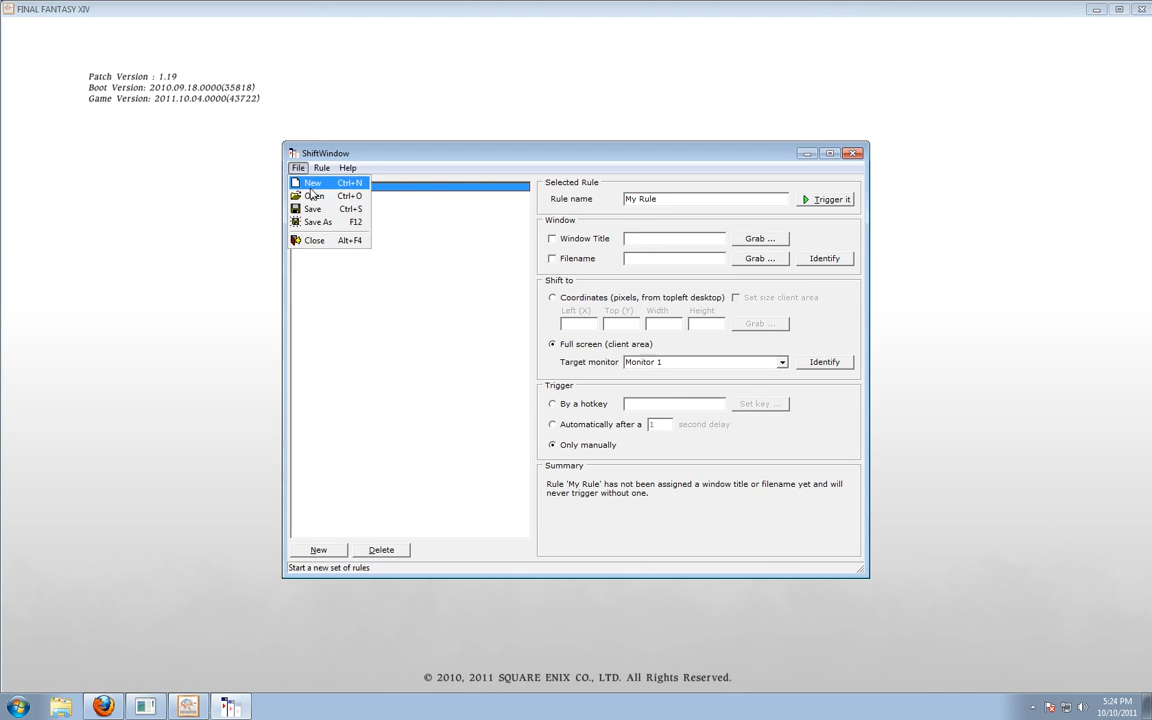 FINAL FANTASY XIV
Patch Version : 1.19
Boot Version: 2010.09.18.0000(35818)
Game Version: 2011.10.04.0000(43722)
ShiftWindow
File Rule Help
New Ctrl+N
Open Ctrl+O
Save Ctrl+S
Save As F12
Close Alt+F4
Selected Rule
Rule name My Rule Trigger it
Window
Window Title Grab ...
Filename Grab ... Identify
Shift to
Coordinates (pixels, from topleft desktop) Set size client area
Left (X) Top (Y) Width Height
Grab ...
Full screen (client area)
Target monitor Monitor 1 Identify
Trigger
By a hotkey Set key ...
Automatically after a 1 second delay
Only manually
Summary
Rule 'My Rule' has not been assigned a window title or filename yet and will
never trigger without one.
New Delete
Start a new set of rules
© 2010, 2011 SQUARE ENIX CO., LTD. All Rights Reserved.
5:24 PM
10/10/2011